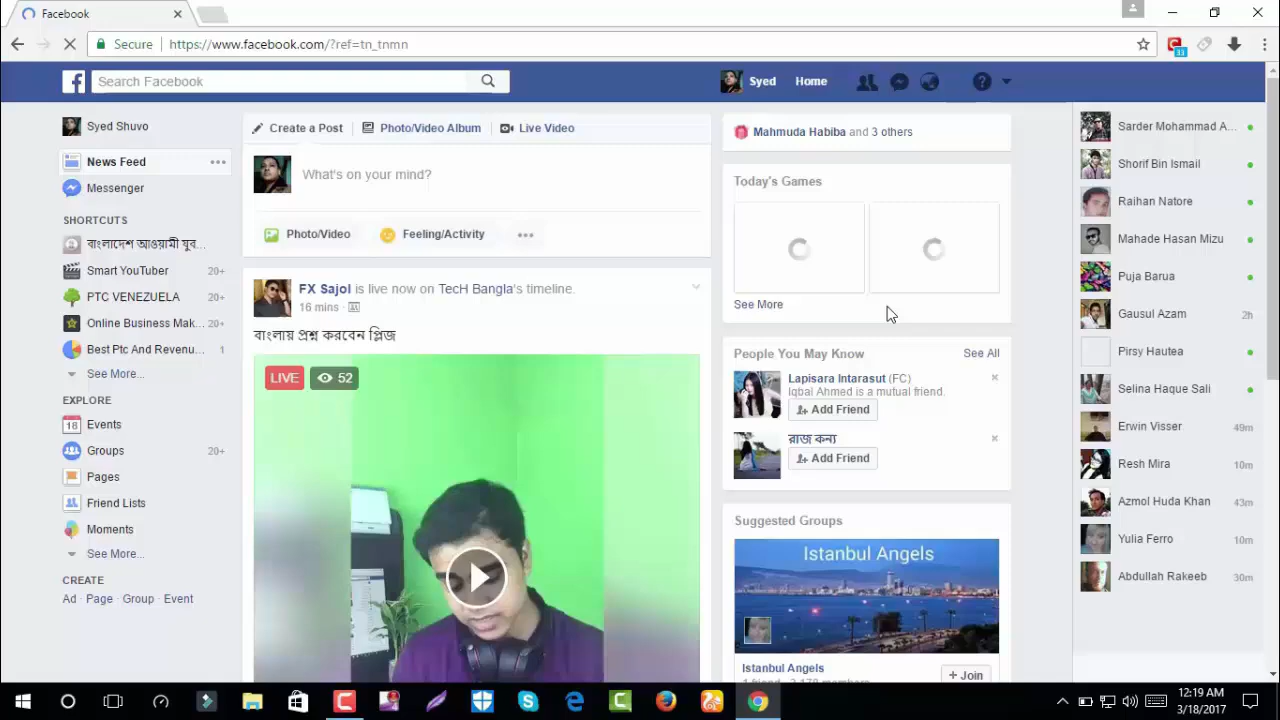 Facebook
Secure https://www.facebook.com/?ref=tn_tnmn
33
Search Facebook
Syed Home
Syed Shuvo
News Feed
Messenger
SHORTCUTS
বাংলাদেশ আওয়ামী যুব...
Smart YouTuber 20+
PTC VENEZUELA 20+
Online Business Mak... 20+
Best Ptc And Revenu... 1
See More...
EXPLORE
18 Events
Groups 20+
Pages
Friend Lists
Moments
See More...
CREATE
Ad · Page · Group · Event
Create a Post Photo/Video Album Live Video
What's on your mind?
Photo/Video Feeling/Activity
FX Sajol is live now on TecH Bangla's timeline.
16 mins ·
বাংলায় প্রশ্ন করবেন প্লিজ
LIVE 52
Mahmuda Habiba and 3 others
Today's Games
See More
People You May Know See All
Lapisara Intarasut (FC)
Iqbal Ahmed is a mutual friend.
Add Friend
রাজ কন্য
Add Friend
Suggested Groups
Istanbul Angels
Istanbul Angels
+ Join
Sarder Mohammad A...
Shorif Bin Ismail
Raihan Natore
Mahade Hasan Mizu
Puja Barua
Gausul Azam 2h
Pirsy Hautea
Selina Haque Sali
Erwin Visser 49m
Resh Mira 10m
Azmol Huda Khan 43m
Yulia Ferro 10m
Abdullah Rakeeb 30m
12:19 AM
3/18/2017